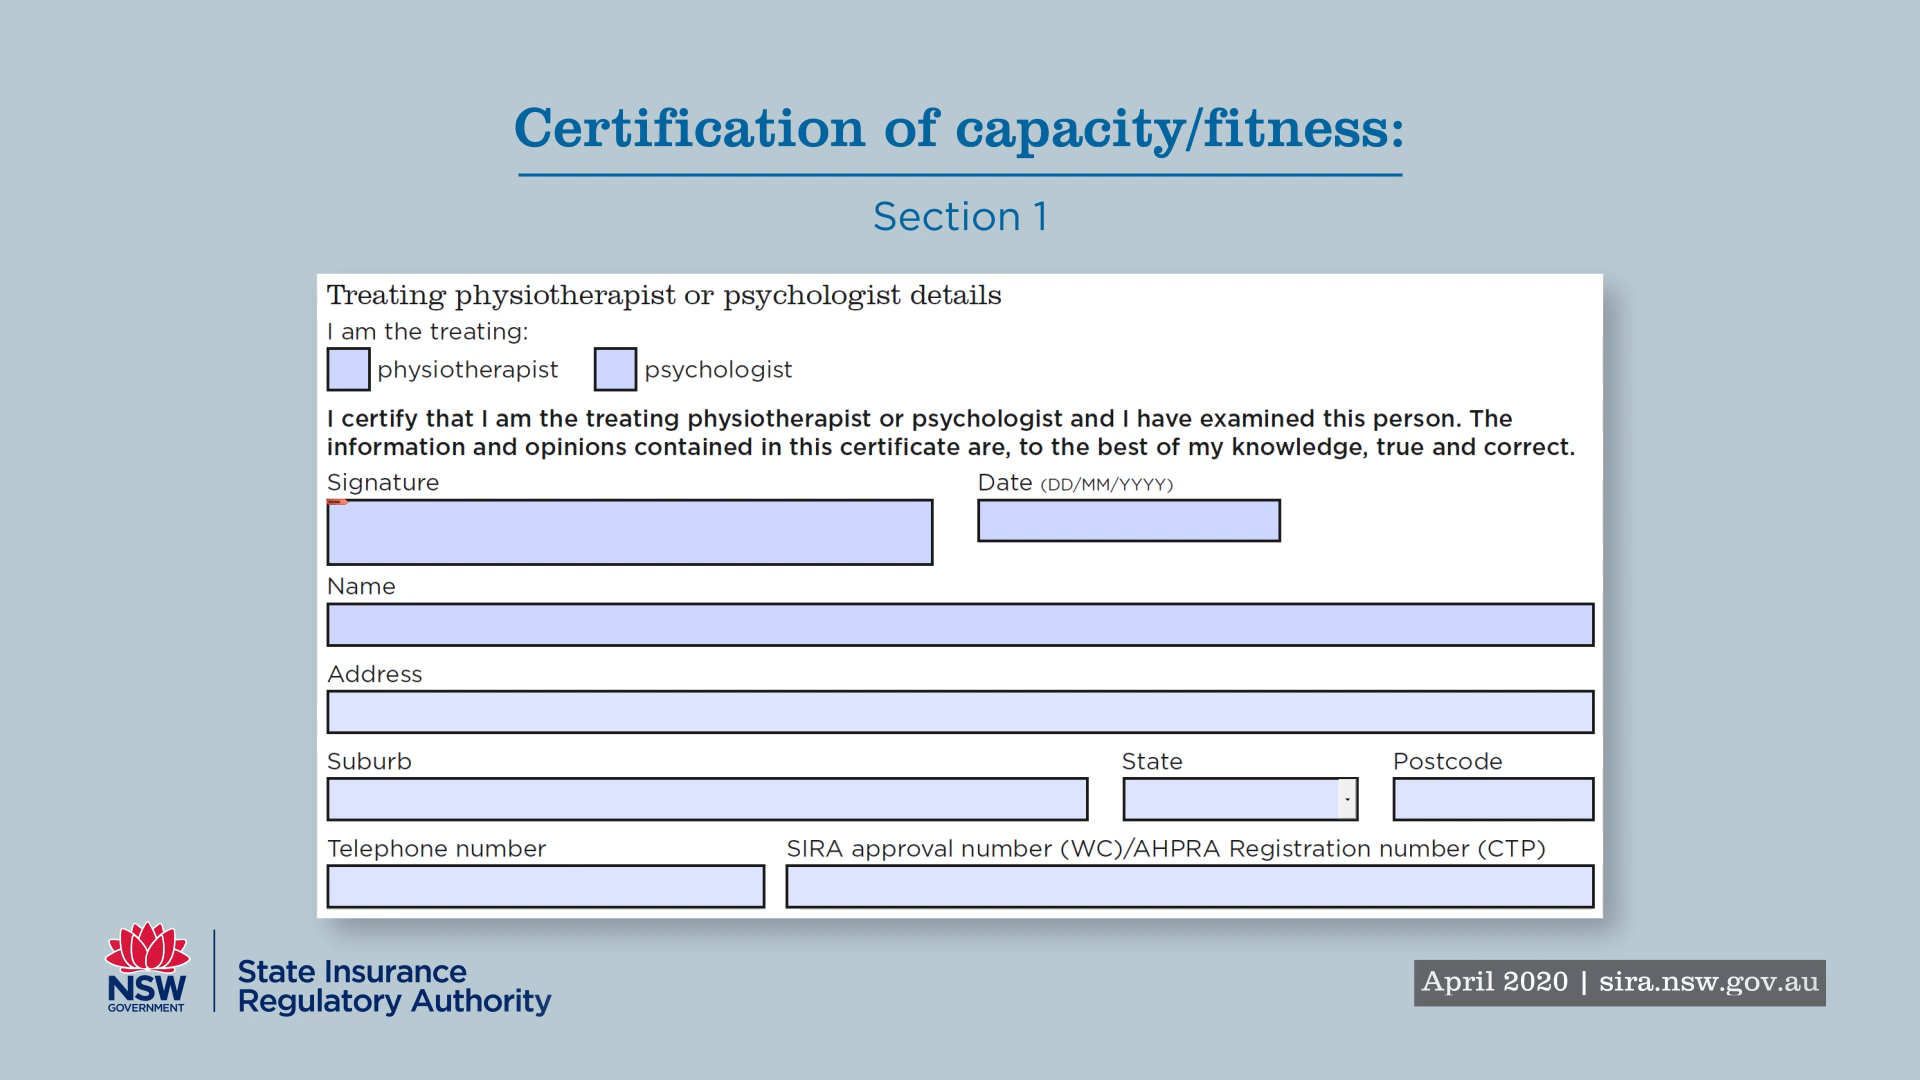 Certification of capacity/fitness:
Section 1
Treating physiotherapist or psychologist details
I am the treating:
physiotherapist psychologist
I certify that I am the treating physiotherapist or psychologist and I have examined this person. The
information and opinions contained in this certificate are, to the best of my knowledge, true and correct.
Signature Date (DD/MM/YYYY)
Name
Address
Suburb State Postcode
Telephone number SIRA approval number (WC)/AHPRA Registration number (CTP)
NSW
GOVERNMENT
State Insurance
Regulatory Authority
April 2020 | sira.nsw.gov.au